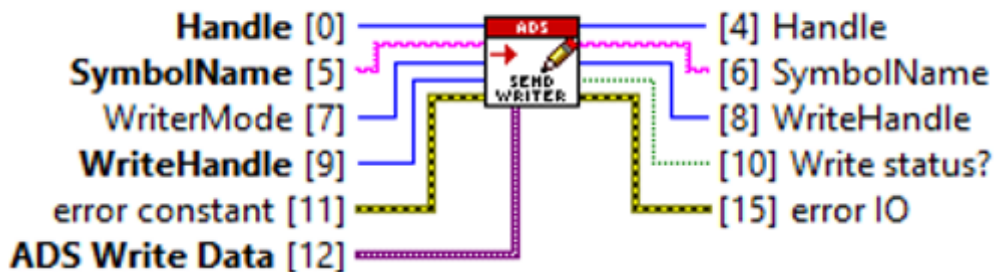 Handle [0]
SymbolName [5]
WriterMode [7]
WriteHandle [9]
error constant [11]
ADS Write Data [12]
ADS
SEND
WRITER
[4] Handle
[6] SymbolName
[8] WriteHandle
[10] Write status?
[15] error IO